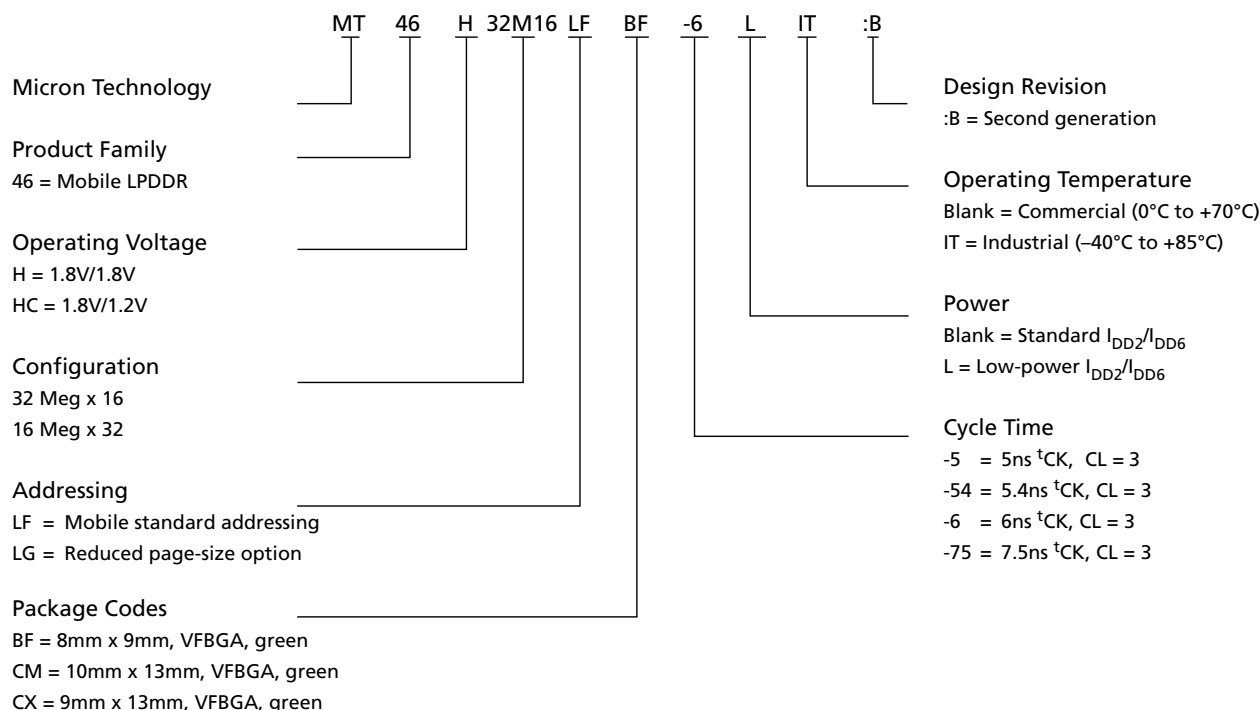 MT 46 H 32M16 LF BF -6 L IT :B
Micron Technology
Product Family
46 = Mobile LPDDR
Operating Voltage
H = 1.8V/1.8V
HC = 1.8V/1.2V
Configuration
32 Meg x 16
16 Meg x 32
Addressing
LF = Mobile standard addressing
LG = Reduced page-size option
Package Codes
BF = 8mm x 9mm, VFBGA, green
CM = 10mm x 13mm, VFBGA, green
CX = 9mm x 13mm, VFBGA, green
Design Revision
:B = Second generation
Operating Temperature
Blank = Commercial (0°C to +70°C)
IT = Industrial (–40°C to +85°C)
Power
Blank = Standard IDD2/IDD6
L = Low-power IDD2/IDD6
Cycle Time
-5 = 5ns tCK, CL = 3
-54 = 5.4ns tCK, CL = 3
-6 = 6ns tCK, CL = 3
-75 = 7.5ns tCK, CL = 3